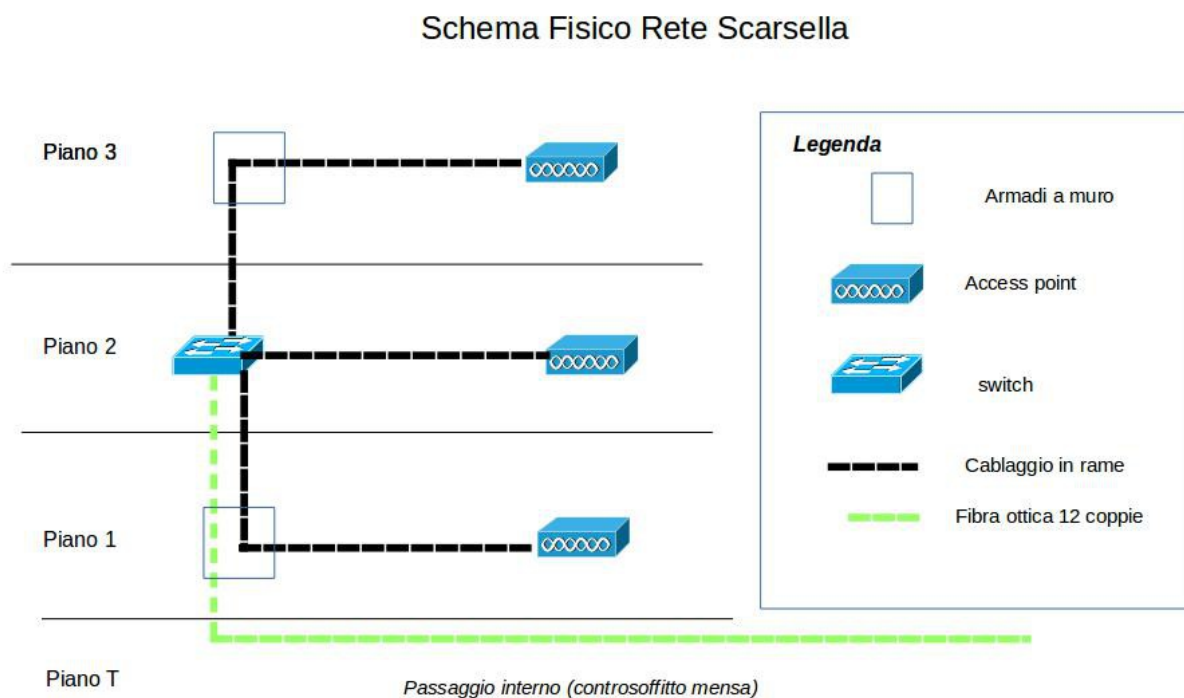 Schema Fisico Rete Scarsella
Piano 3
Piano 2
Piano 1
Piano T
Passaggio interno (controsoffitto mensa)
Legenda
Armadi a muro
Access point
switch
Cablaggio in rame
Fibra ottica 12 coppie